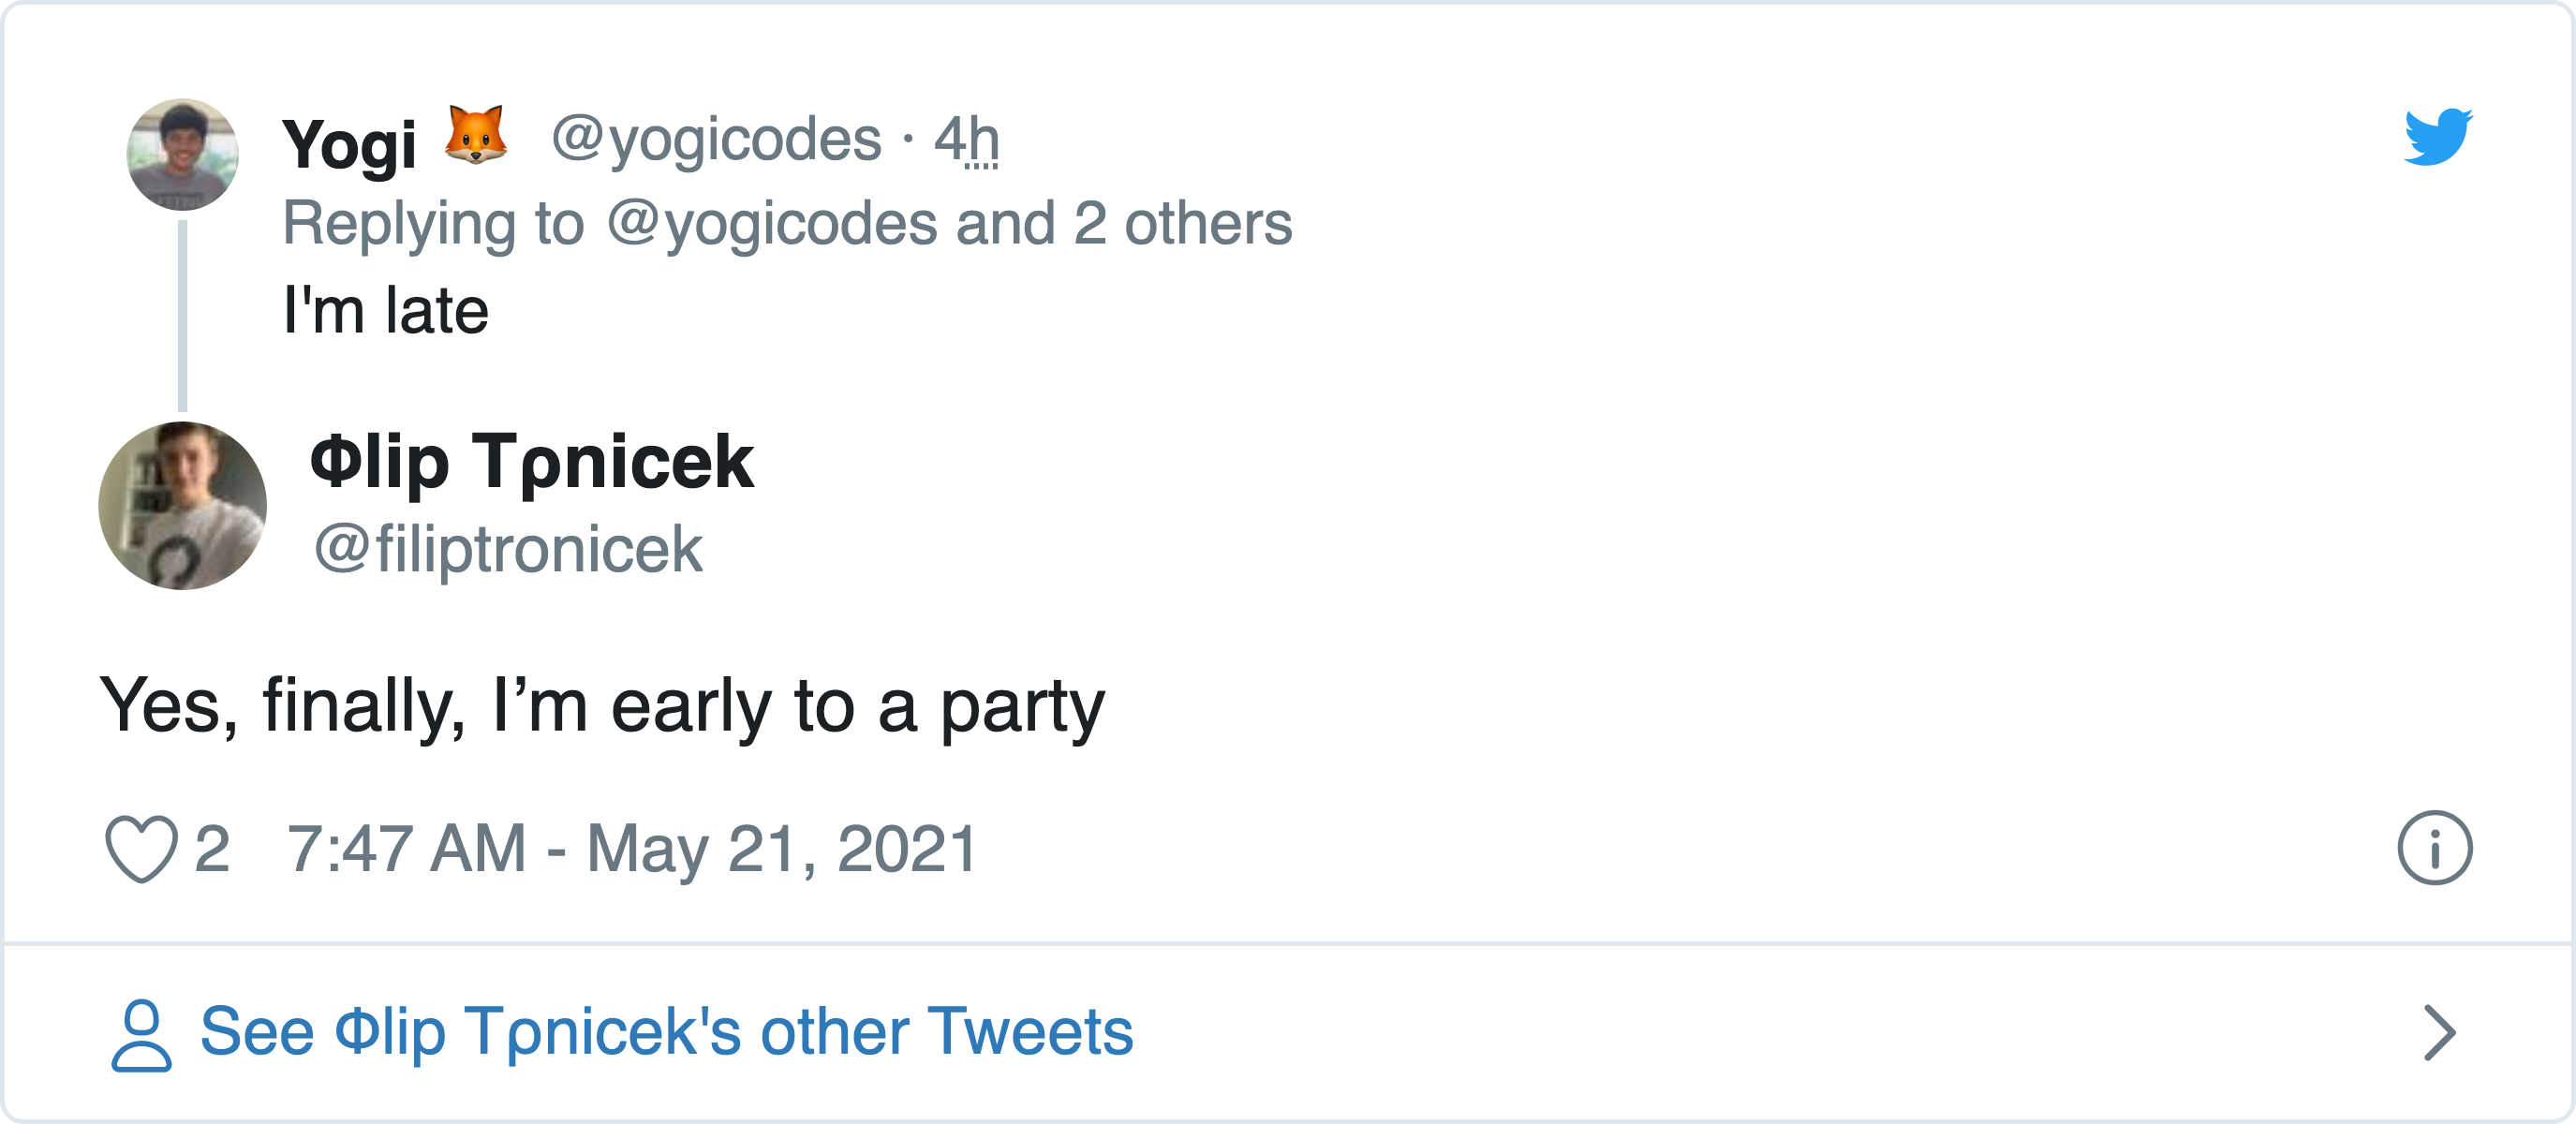 Yogi 🦊 @yogicodes · 4h
Replying to @yogicodes and 2 others
I'm late
Φlip Tρnicek
@filiptronicek
Yes, finally, I’m early to a party
2 7:47 AM - May 21, 2021
See Φlip Tρnicek's other Tweets